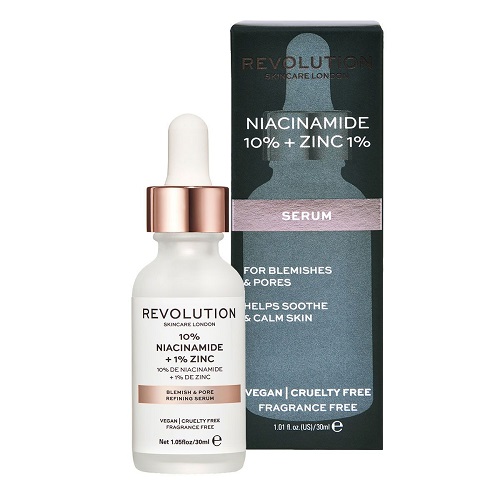 REVOLUTION
SKINCARE LONDON
NIACINAMIDE
10% + ZINC 1%
SERUM
FOR BLEMISHES
& PORES
HELPS SOOTHE
& CALM SKIN
VEGAN | CRUELTY FREE
FRAGRANCE FREE
1.01 fl. oz. (US)/30ml e
REVOLUTION
SKINCARE LONDON
10%
NIACINAMIDE
+ 1% ZINC
10% DE NIACINAMIDE
+ 1% DE ZINC
BLEMISH & PORE
REFINING SERUM
VEGAN | CRUELTY FREE
FRAGRANCE FREE
Net 1.05floz/30ml e